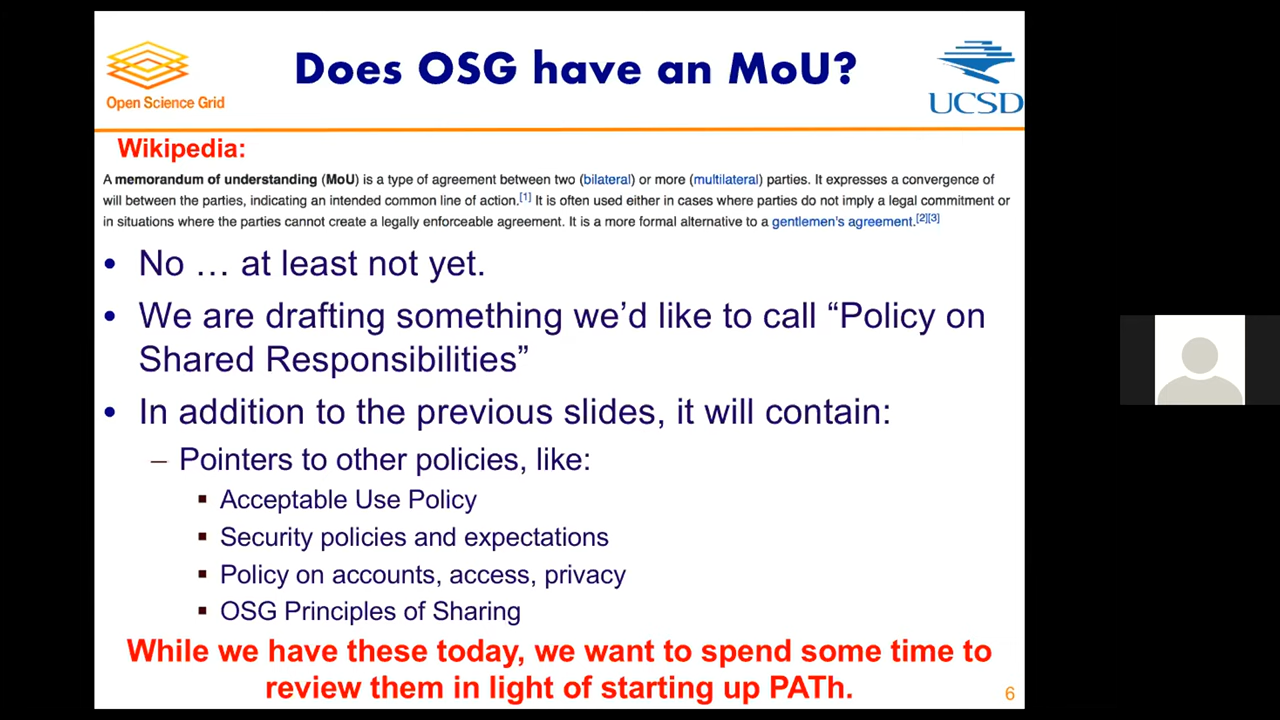 Does OSG have an MoU?
Open Science Grid
UCSD
Wikipedia:
A memorandum of understanding (MoU) is a type of agreement between two (bilateral) or more (multilateral) parties. It expresses a convergence of
will between the parties, indicating an intended common line of action.[1] It is often used either in cases where parties do not imply a legal commitment or
in situations where the parties cannot create a legally enforceable agreement. It is a more formal alternative to a gentlemen's agreement.[2][3]
• No … at least not yet.
• We are drafting something we’d like to call “Policy on
Shared Responsibilities”
• In addition to the previous slides, it will contain:
– Pointers to other policies, like:
▪ Acceptable Use Policy
▪ Security policies and expectations
▪ Policy on accounts, access, privacy
▪ OSG Principles of Sharing
While we have these today, we want to spend some time to
review them in light of starting up PATh.
6